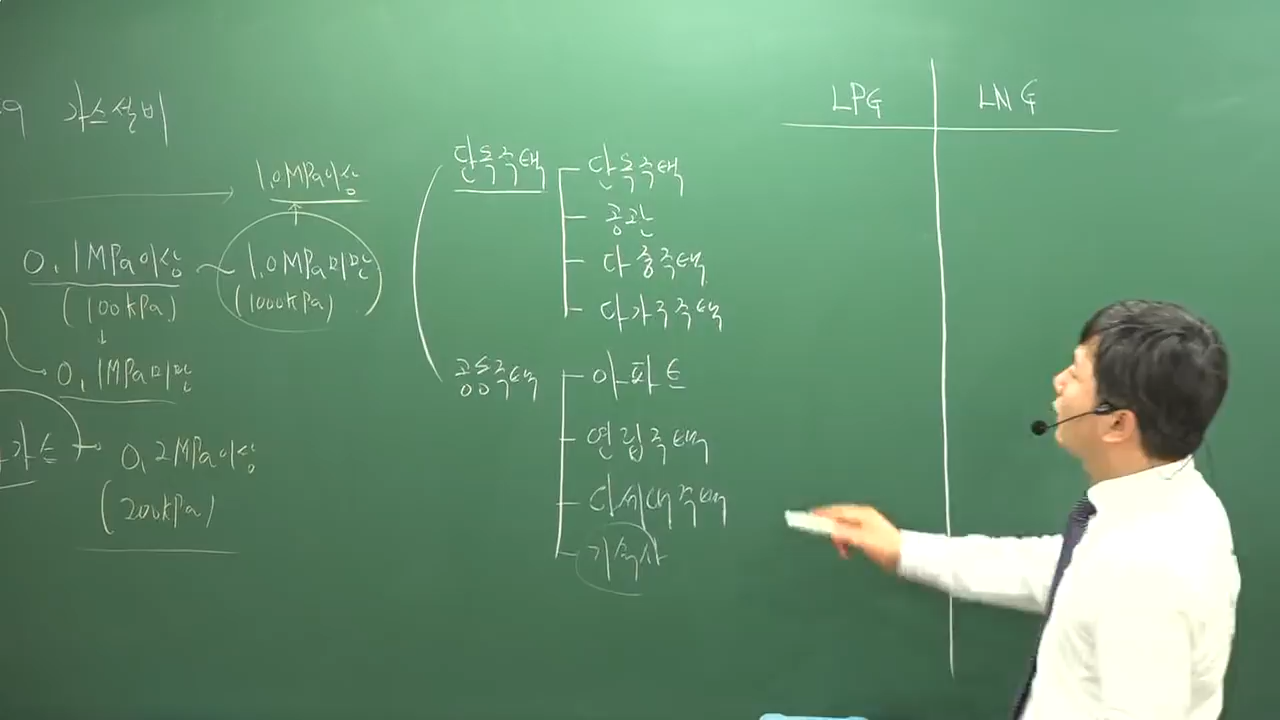 9 가스설비
1.0MPa이상
0.1MPa이상 ~ 1.0MPa미만
(100kPa) (1000kPa)
↓
0.1MPa미만
가스
0.2MPa이상
(200kPa)
단독주택
단독주택
공관
다중주택
다가구주택
공동주택
아파트
연립주택
다세대주택
기숙사
LPG LNG